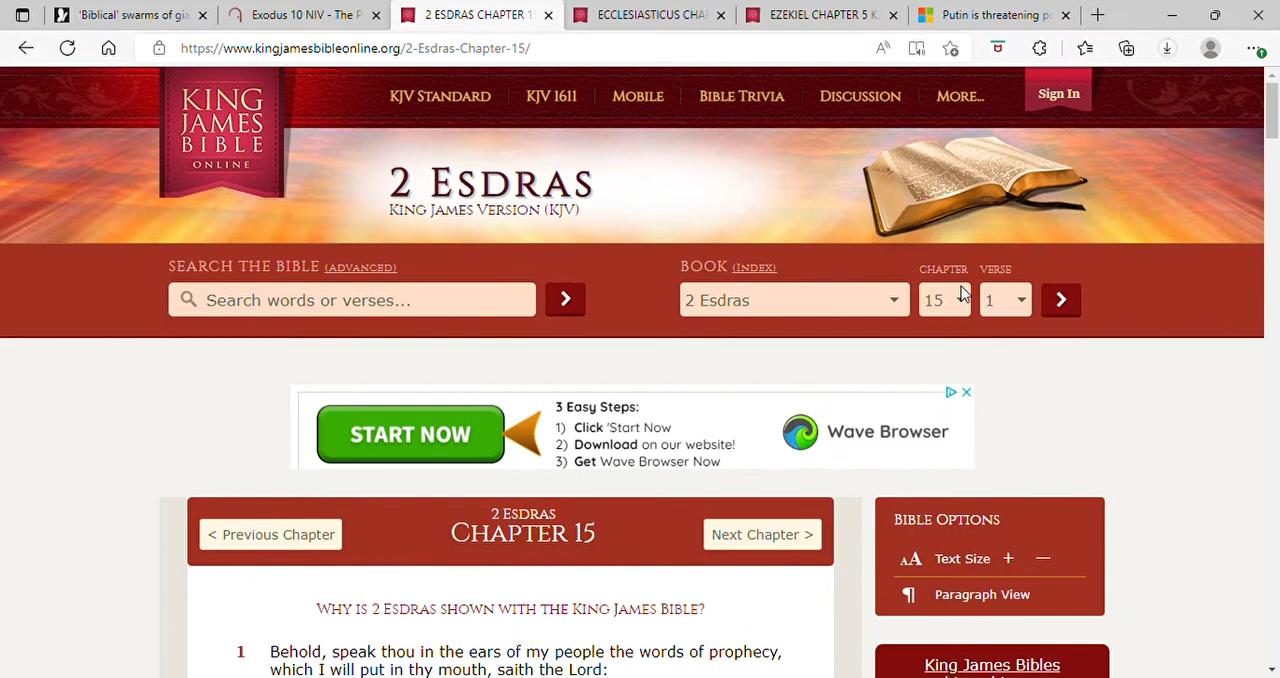 'Biblical' swarms of gia
Exodus 10 NIV - The P
2 ESDRAS CHAPTER 1
ECCLESIASTICUS CHA
EZEKIEL CHAPTER 5 K
Putin is threatening po
https://www.kingjamesbibleonline.org/2-Esdras-Chapter-15/
KING
JAMES
BIBLE
ONLINE
KJV STANDARD
KJV 1611
MOBILE
BIBLE TRIVIA
DISCUSSION
MORE...
Sign In
2 ESDRAS
KING JAMES VERSION (KJV)
SEARCH THE BIBLE (ADVANCED)
Search words or verses...
BOOK (INDEX)
CHAPTER
VERSE
2 Esdras
15
1
START NOW
3 Easy Steps:
1) Click 'Start Now
2) Download on our website!
3) Get Wave Browser Now
Wave Browser
< Previous Chapter
2 ESDRAS
CHAPTER 15
Next Chapter >
BIBLE OPTIONS
AA Text Size + —
¶ Paragraph View
WHY IS 2 ESDRAS SHOWN WITH THE KING JAMES BIBLE?
1 Behold, speak thou in the ears of my people the words of prophecy,
which I will put in thy mouth, saith the Lord:
King James Bibles